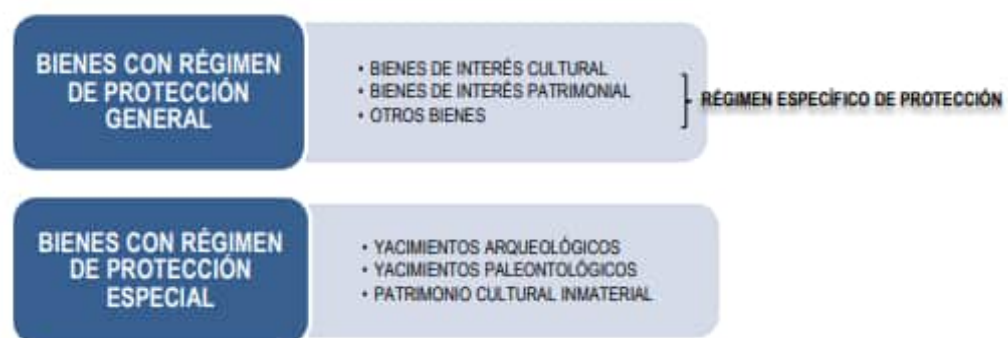 BIENES CON RÉGIMEN
DE PROTECCIÓN
GENERAL
• BIENES DE INTERÉS CULTURAL
• BIENES DE INTERÉS PATRIMONIAL
• OTROS BIENES
RÉGIMEN ESPECÍFICO DE PROTECCIÓN
BIENES CON RÉGIMEN
DE PROTECCIÓN
ESPECIAL
• YACIMIENTOS ARQUEOLÓGICOS
• YACIMIENTOS PALEONTOLÓGICOS
• PATRIMONIO CULTURAL INMATERIAL